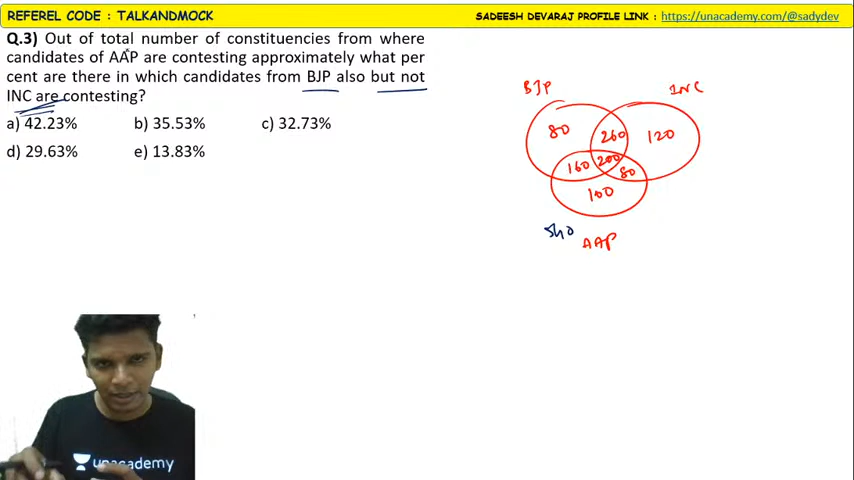 REFEREL CODE : TALKANDMOCK
SADEESH DEVARAJ PROFILE LINK : https://unacademy.com/@sadydev
Q.3) Out of total number of constituencies from where
candidates of AAP are contesting approximately what per
cent are there in which candidates from BJP also but not
INC are contesting?
a) 42.23% b) 35.53% c) 32.73%
d) 29.63% e) 13.83%
BJP INC
80 260 120
160 200 80
100
540 AAP
unacademy